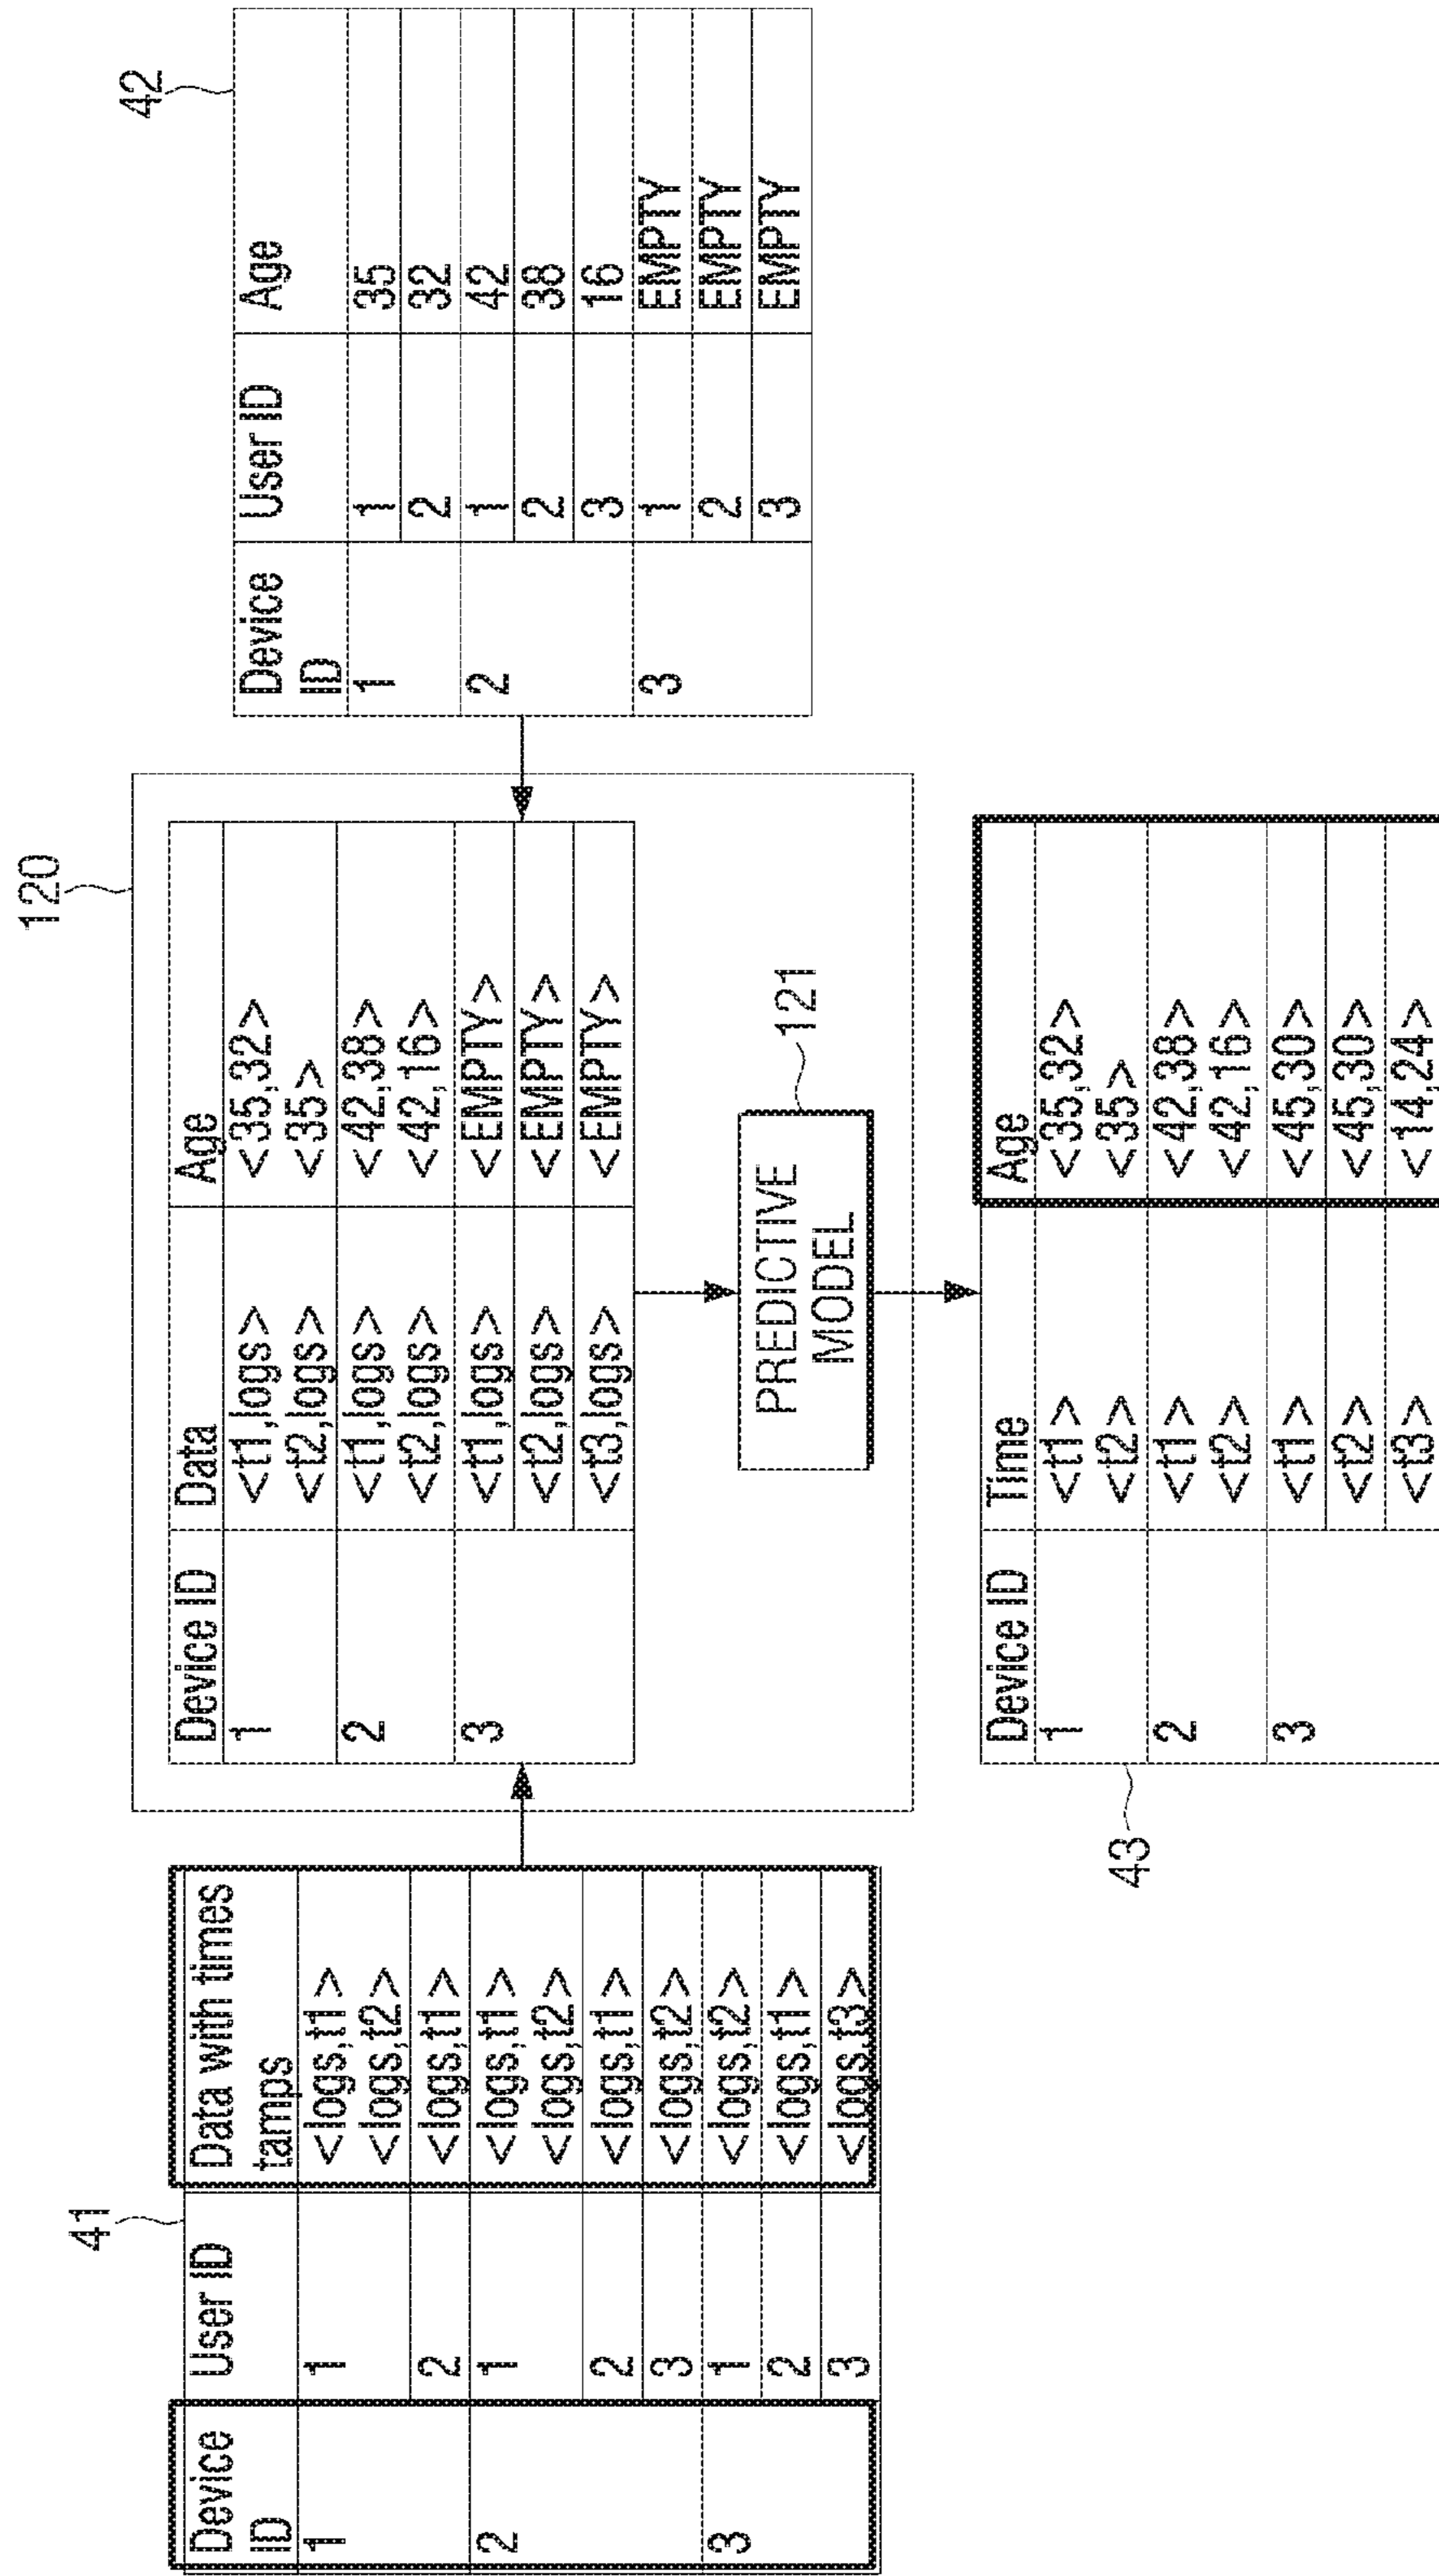 41
Device ID User ID Data with times
tamps
1 1 <logs,t1>
<logs,t2>
2 <logs,t1>
2 1 <logs,t1>
<logs,t2>
2 <logs,t1>
3 <logs,t2>
3 1 <logs,t2>
2 <logs,t1>
3 <logs,t3>
120
Device ID Data Age
1 <t1,logs> <35,32>
<t2,logs> <35>
2 <t1,logs> <42,38>
<t2,logs> <42,16>
3 <t1,logs> <EMPTY>
<t2,logs> <EMPTY>
<t3,logs> <EMPTY>
PREDICTIVE
MODEL
121
42
Device
ID User ID Age
1 1 35
2 32
2 1 42
2 38
3 16
3 1 EMPTY
2 EMPTY
3 EMPTY
43
Device ID Time Age
1 <t1> <35,32>
<t2> <35>
2 <t1> <42,38>
<t2> <42,16>
3 <t1> <45,30>
<t2> <45,30>
<t3> <14,24>